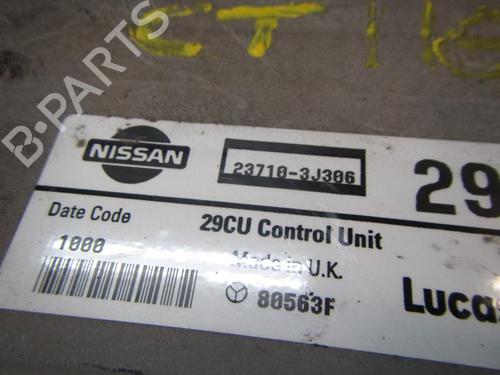 B-PARTS
NISSAN
23710-3J306
29
Date Code
29CU Control Unit
1000
Made in U.K.
80563F
Lucas